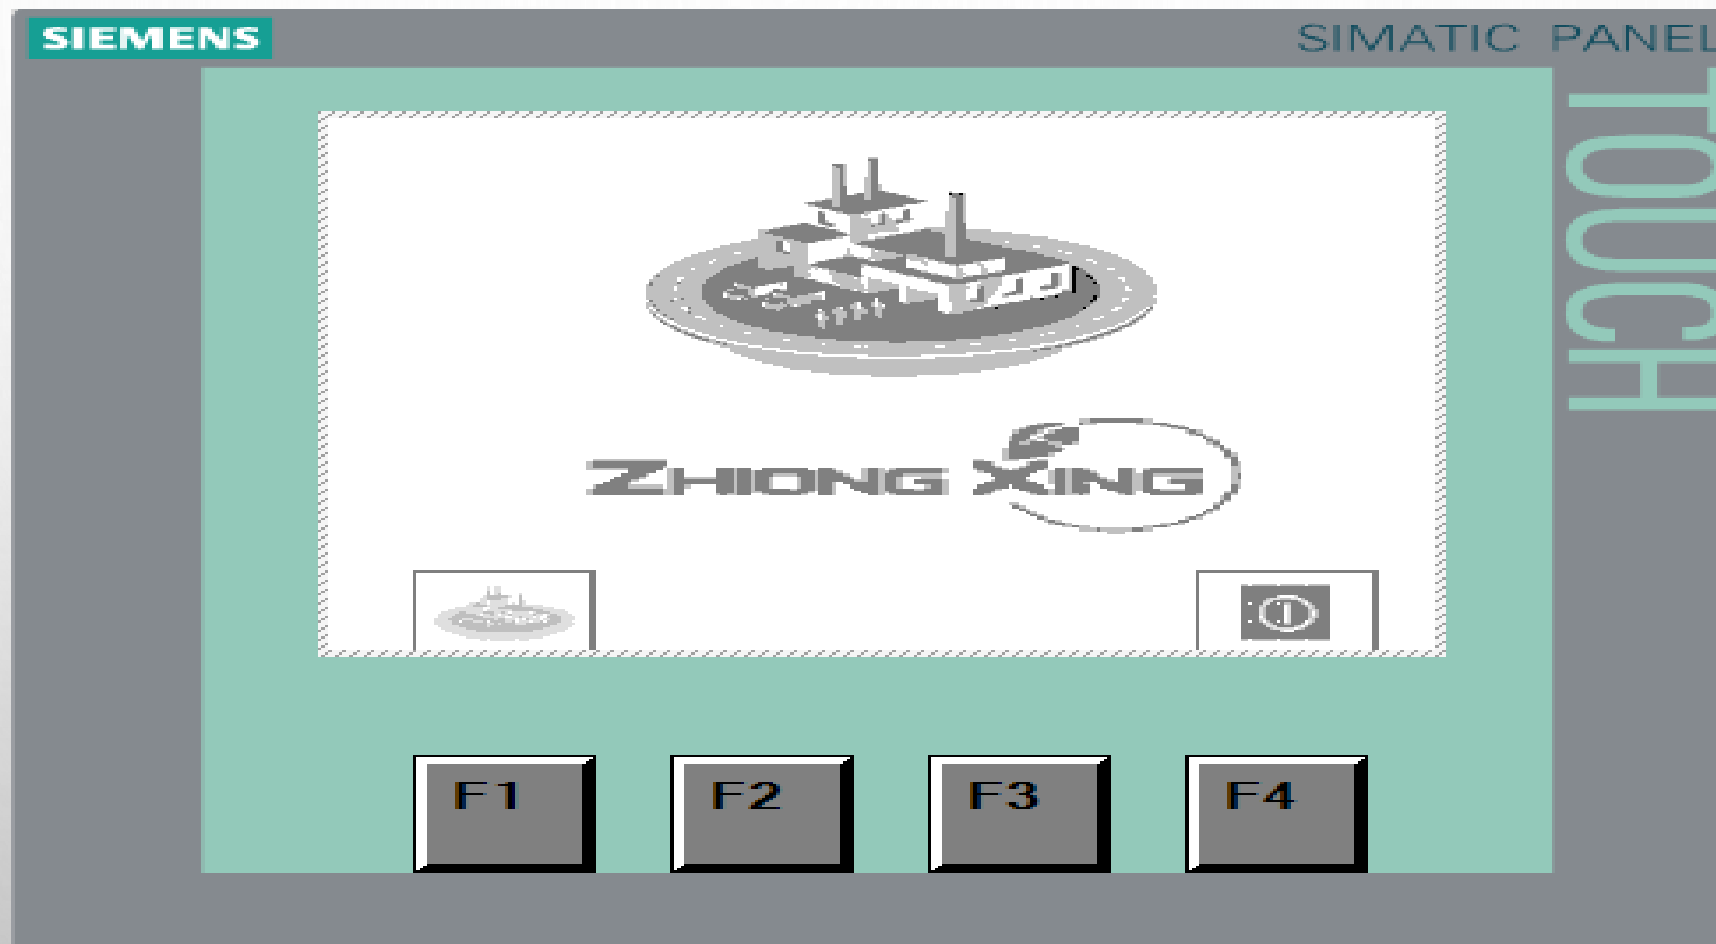 SIEMENS
SIMATIC PANEL
TOUCH
ZHIONG XING
F1 F2 F3 F4